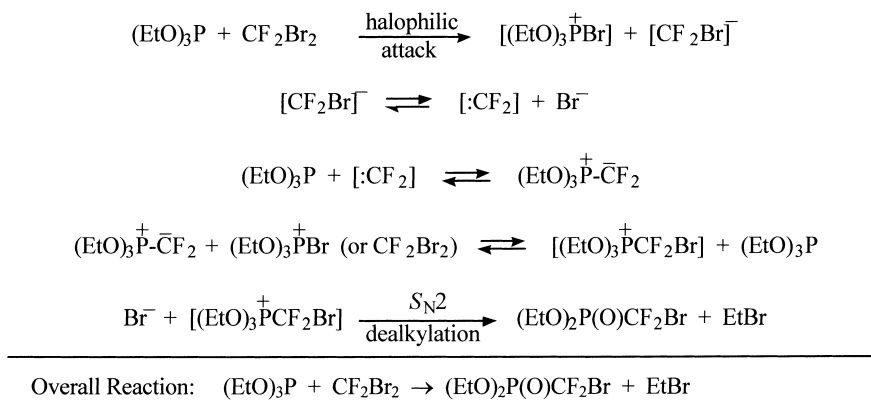 (EtO)₃P + CF₂Br₂ halophilic attack → [(EtO)₃P⁺Br] + [CF₂Br]⁻
[CF₂Br]⁻ ⇌ [:CF₂] + Br⁻
(EtO)₃P + [:CF₂] ⇌ (EtO)₃P⁺-C⁻F₂
(EtO)₃P⁺-C⁻F₂ + (EtO)₃P⁺Br (or CF₂Br₂) ⇌ [(EtO)₃P⁺CF₂Br] + (EtO)₃P
Br⁻ + [(EtO)₃P⁺CF₂Br] S_N2 dealkylation → (EtO)₂P(O)CF₂Br + EtBr
Overall Reaction: (EtO)₃P + CF₂Br₂ → (EtO)₂P(O)CF₂Br + EtBr